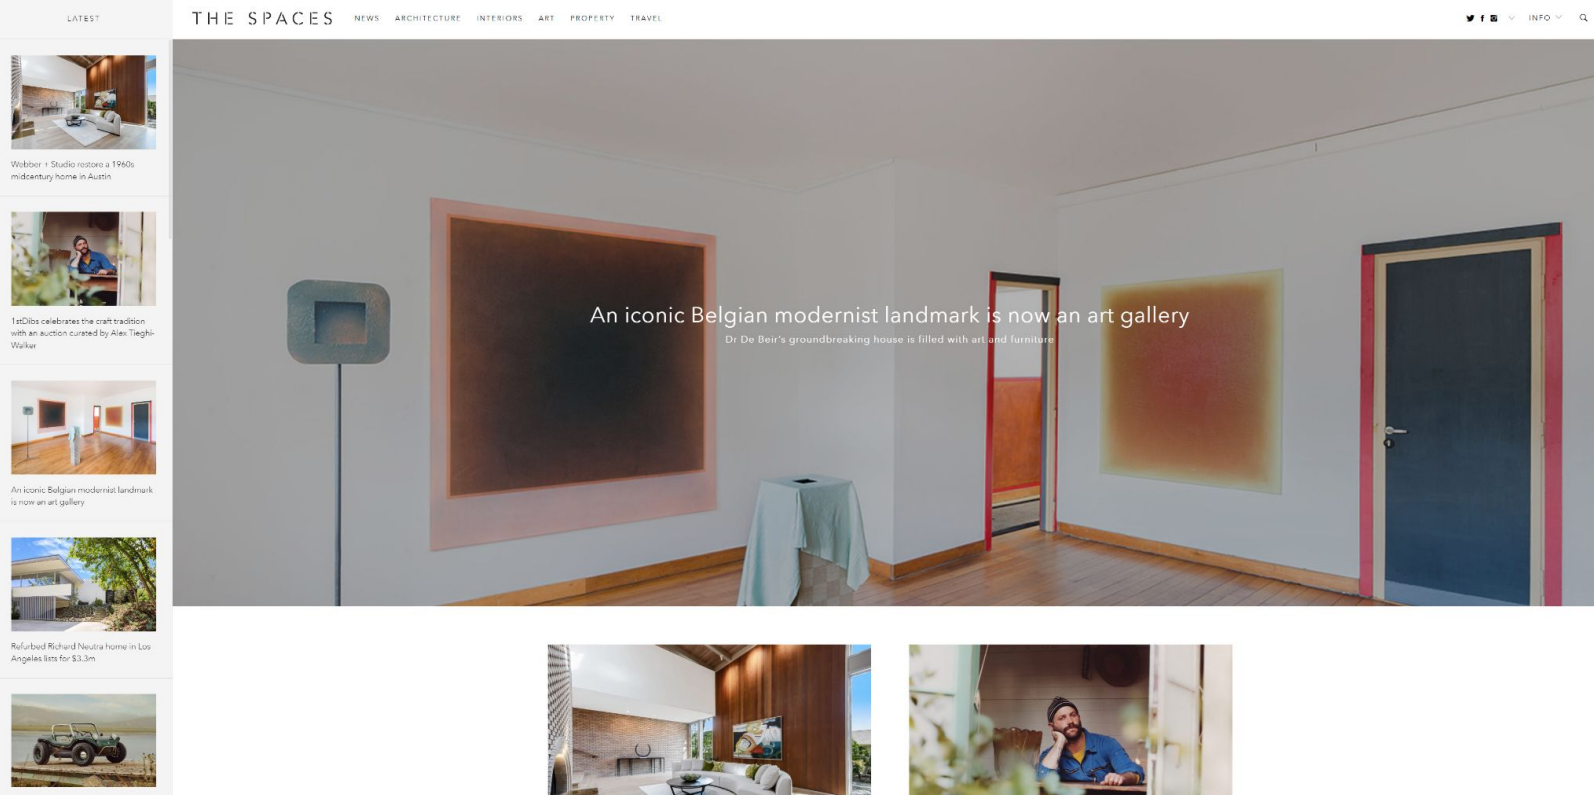 LATEST
THE SPACES
NEWS ARCHITECTURE INTERIORS ART PROPERTY TRAVEL
INFO
Webber + Studio restore a 1960s
midcentury home in Austin
1stDibs celebrates the craft tradition
with an auction curated by Alex Tieghi-
Walker
An iconic Belgian modernist landmark
is now an art gallery
Refurbed Richard Neutra home in Los
Angeles lists for $3.3m
An iconic Belgian modernist landmark is now an art gallery
Dr De Beir's groundbreaking house is filled with art and furniture